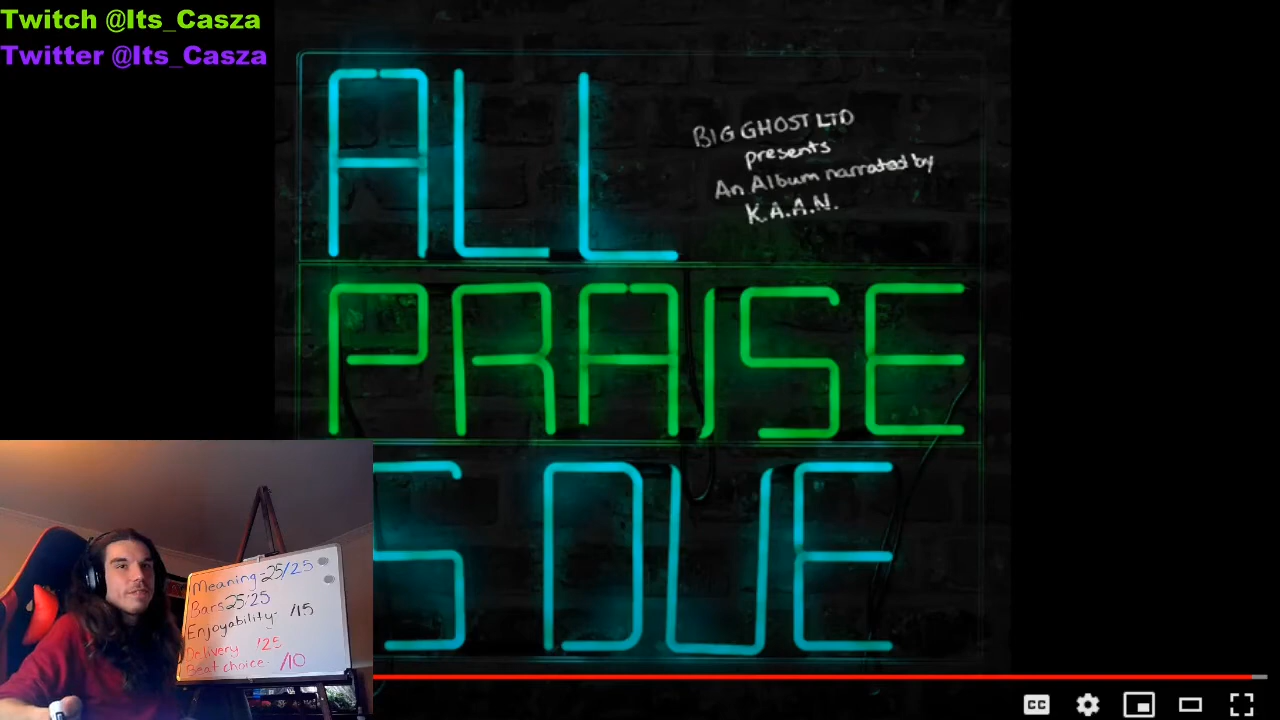 Twitch @Its_Casza
Twitter @Its_Casza
BIG GHOST LTD
presents
An Album narrated by
K.A.A.N.
ALL
PRAISE
S DUE
Meaning-25/25
Bars 25:25
Enjoyability- /15
Delivery '25
Beat choice- /10
CC